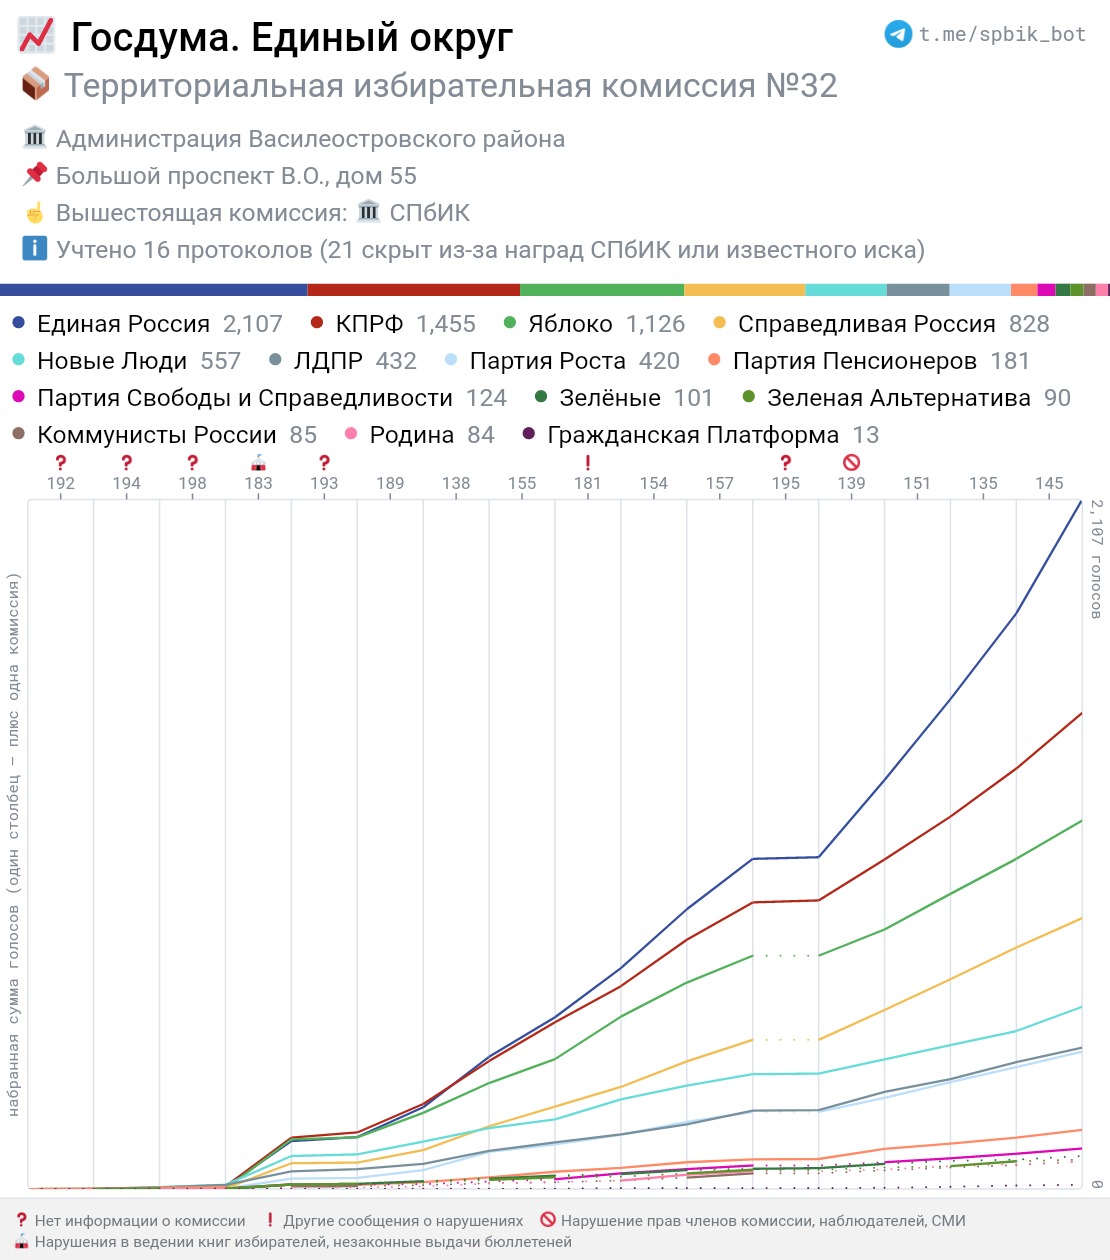 Госдума. Единый округ
t.me/spbik_bot
Территориальная избирательная комиссия №32
Администрация Василеостровского района
Большой проспект В.О., дом 55
Вышестоящая комиссия: СПбИК
Учтено 16 протоколов (21 скрыт из-за наград СПбИК или известного иска)
Единая Россия 2,107 КПРФ 1,455 Яблоко 1,126 Справедливая Россия 828
Новые Люди 557 ЛДПР 432 Партия Роста 420 Партия Пенсионеров 181
Партия Свободы и Справедливости 124 Зелёные 101 Зеленая Альтернатива 90
Коммунисты России 85 Родина 84 Гражданская Платформа 13
192 194 198 183 193 189 138 155 181 154 157 195 139 151 135 145
набранная сумма голосов (один столбец — плюс одна комиссия)
2,107 голосов
0
Нет информации о комиссии Другие сообщения о нарушениях Нарушение прав членов комиссии, наблюдателей, СМИ
Нарушения в ведении книг избирателей, незаконные выдачи бюллетеней